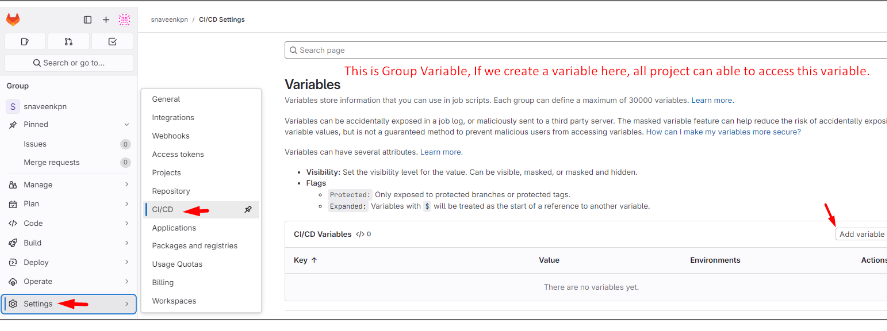 snaveenkpn / CI/CD Settings
Search or go to...
Group
S snaveenkpn
Pinned
Issues 0
Merge requests 0
Manage
Plan
Code
Build
Deploy
Operate
Settings
General
Integrations
Webhooks
Access tokens
Projects
Repository
CI/CD
Applications
Packages and registries
Usage Quotas
Billing
Workspaces
Search page
This is Group Variable, If we create a variable here, all project can able to access this variable.
Variables
Variables store information that you can use in job scripts. Each group can define a maximum of 30000 variables. Learn more.
Variables can be accidentally exposed in a job log, or maliciously sent to a third party server. The masked variable feature can help reduce the risk of accidentally expos
variable values, but is not a guaranteed method to prevent malicious users from accessing variables. How can I make my variables more secure?
Variables can have several attributes. Learn more.
• Visibility: Set the visibility level for the value. Can be visible, masked, or masked and hidden.
• Flags
Protected: Only exposed to protected branches or protected tags.
Expanded: Variables with $ will be treated as the start of a reference to another variable.
CI/CD Variables </> 0
Add variable
Key ↑ Value Environments Actions
There are no variables yet.